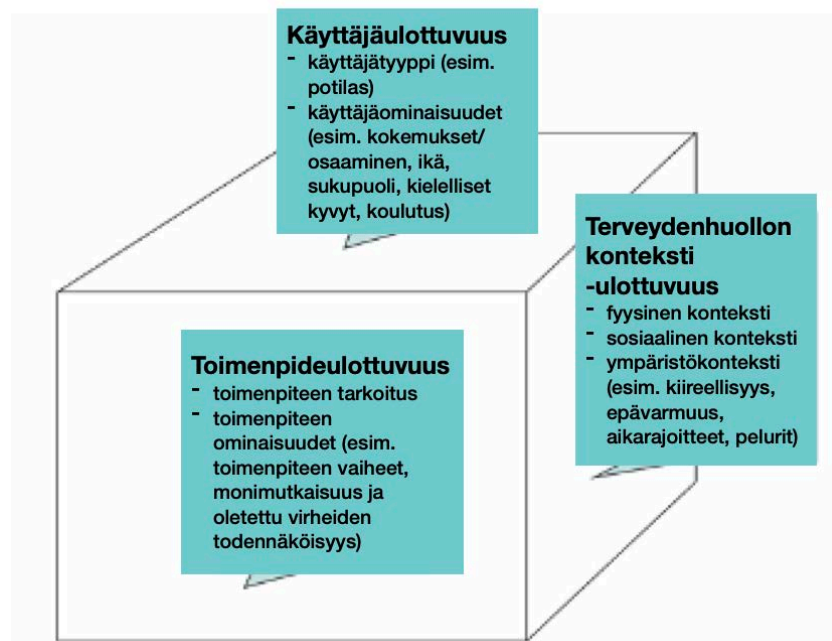 Käyttäjäulottuvuus
- käyttäjätyyppi (esim.
potilas)
- käyttäjäominaisuudet
(esim. kokemukset/
osaaminen, ikä,
sukupuoli, kielelliset
kyvyt, koulutus)
Terveydenhuollon
konteksti
-ulottuvuus
- fyysinen konteksti
- sosiaalinen konteksti
- ympäristökonteksti
(esim. kiireellisyys,
epävarmuus,
aikarajoitteet, pelurit)
Toimenpideulottuvuus
- toimenpiteen tarkoitus
- toimenpiteen
ominaisuudet (esim.
toimenpiteen vaiheet,
monimutkaisuus ja
oletettu virheiden
todennäköisyys)